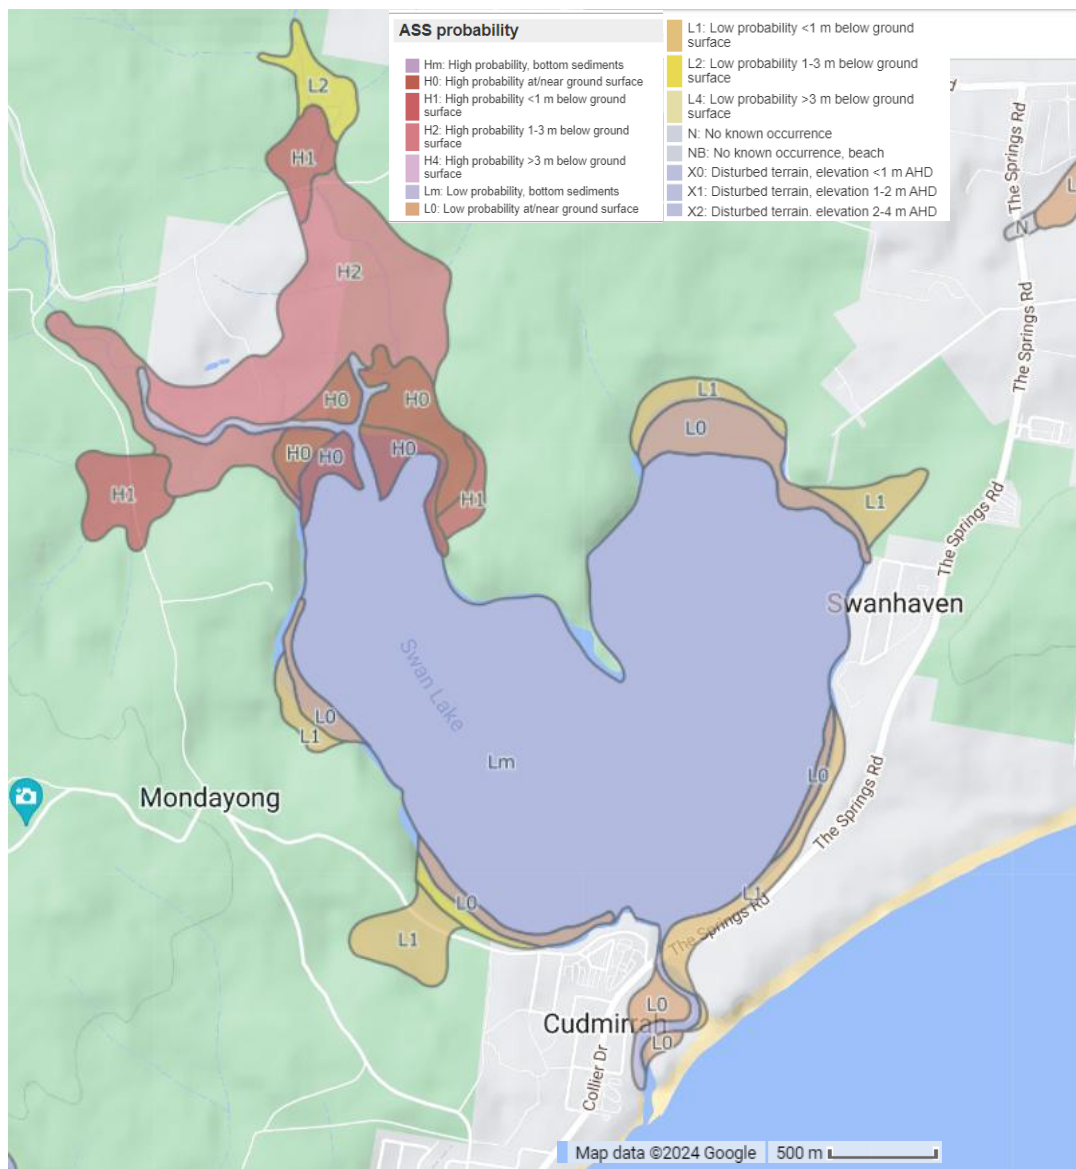 ASS probability
Hm: High probability, bottom sediments
H0: High probability at/near ground surface
H1: High probability <1 m below ground
surface
H2: High probability 1-3 m below ground
surface
H4: High probability >3 m below ground
surface
Lm: Low probability, bottom sediments
L0: Low probability at/near ground surface
L1: Low probability <1 m below ground
surface
L2: Low probability 1-3 m below ground
surface
L4: Low probability >3 m below ground
surface
N: No known occurrence
NB: No known occurrence, beach
X0: Disturbed terrain, elevation <1 m AHD
X1: Disturbed terrain, elevation 1-2 m AHD
X2: Disturbed terrain, elevation 2-4 m AHD
L2
H1
The Springs Rd
L
N
H2
The Springs Rd
L1
H0
H0
L0
H0
H0
H0
H1
H1
L1
The Springs Rd
Swanhaven
Swan Lake
L0
L1
Lm
L0
Mondayong
The Springs Rd
L1
L0
The Springs Rd
L1
L0
Cudmirrah
L0
Collier Dr
Map data ©2024 Google
500 m